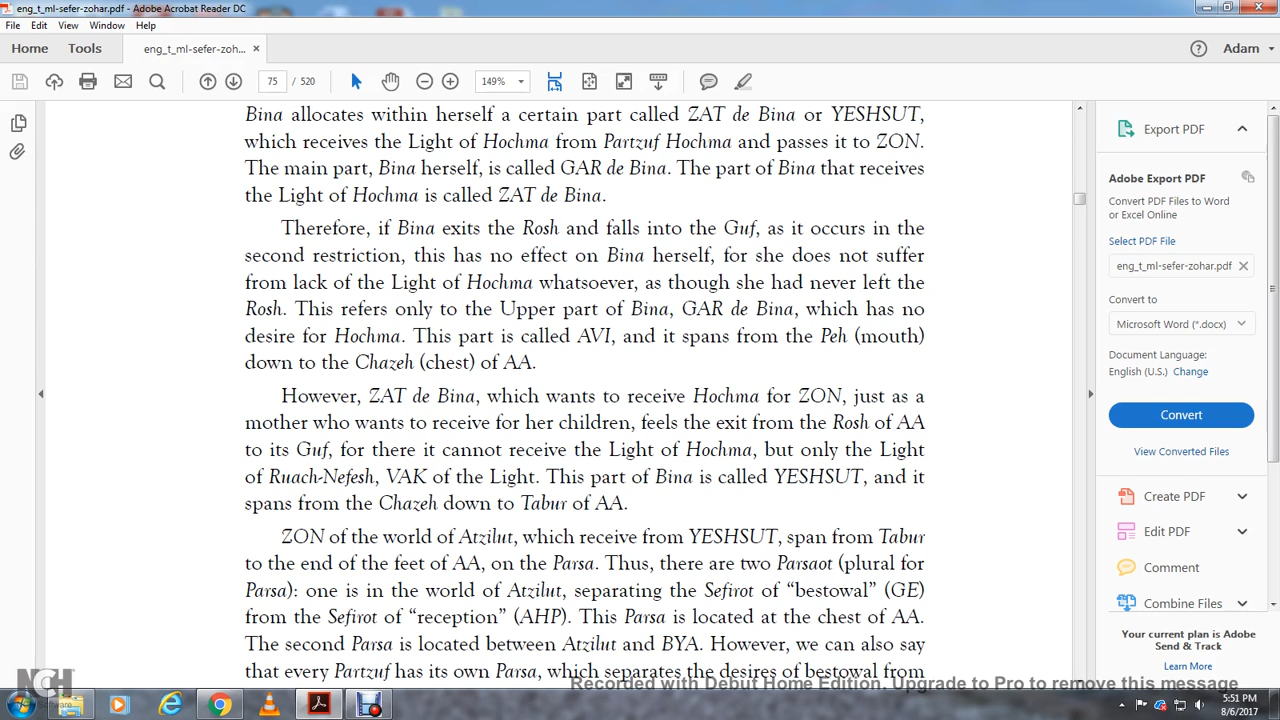 eng_t_ml-sefer-zohar.pdf - Adobe Acrobat Reader DC
File Edit View Window Help
Home Tools eng_t_ml-sefer-zoh... × Adam
75 / 520 149%
Bina allocates within herself a certain part called ZAT de Bina or YESHSUT,
which receives the Light of Hochma from Partzuf Hochma and passes it to ZON.
The main part, Bina herself, is called GAR de Bina. The part of Bina that receives
the Light of Hochma is called ZAT de Bina.
Therefore, if Bina exits the Rosh and falls into the Guf, as it occurs in the
second restriction, this has no effect on Bina herself, for she does not suffer
from lack of the Light of Hochma whatsoever, as though she had never left the
Rosh. This refers only to the Upper part of Bina, GAR de Bina, which has no
desire for Hochma. This part is called AVI, and it spans from the Peh (mouth)
down to the Chazeh (chest) of AA.
However, ZAT de Bina, which wants to receive Hochma for ZON, just as a
mother who wants to receive for her children, feels the exit from the Rosh of AA
to its Guf, for there it cannot receive the Light of Hochma, but only the Light
of Ruach-Nefesh, VAK of the Light. This part of Bina is called YESHSUT, and it
spans from the Chazeh down to Tabur of AA.
ZON of the world of Atzilut, which receive from YESHSUT, span from Tabur
to the end of the feet of AA, on the Parsa. Thus, there are two Parsaot (plural for
Parsa): one is in the world of Atzilut, separating the Sefirot of “bestowal” (GE)
from the Sefirot of “reception” (AHP). This Parsa is located at the chest of AA.
The second Parsa is located between Atzilut and BYA. However, we can also say
that every Partzuf has its own Parsa, which separates the desires of bestowal from
Export PDF
Adobe Export PDF
Convert PDF Files to Word
or Excel Online
Select PDF File
eng_t_ml-sefer-zohar.pdf ×
Convert to
Microsoft Word (*.docx)
Document Language:
English (U.S.) Change
Convert
View Converted Files
Create PDF
Edit PDF
Comment
Combine Files
Your current plan is Adobe
Send & Track
Learn More
NCH
Software
Recorded with Debut Home Edition. Upgrade to Pro to remove this message
5:51 PM
8/6/2017